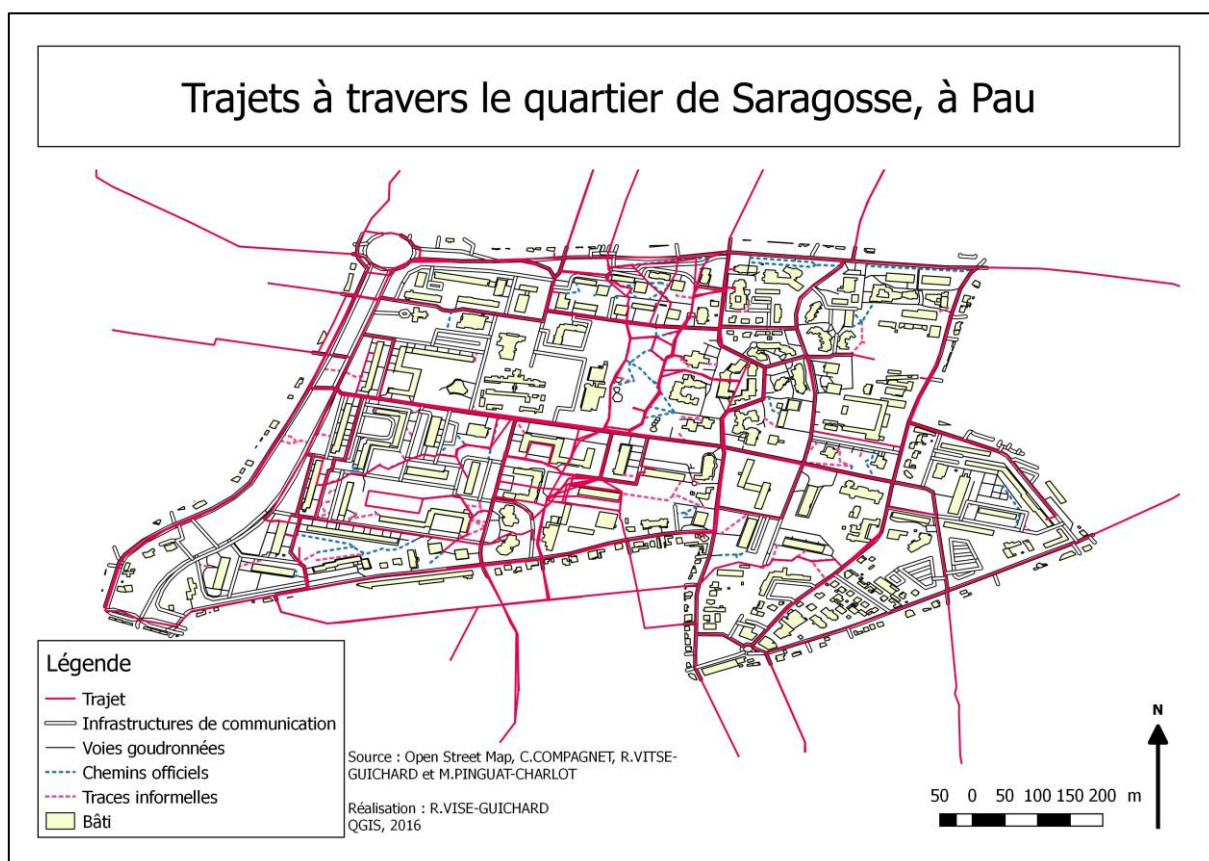 Trajets à travers le quartier de Saragosse, à Pau
Légende
Trajet
Infrastructures de communication
Voies goudronnées
Chemins officiels
Traces informelles
Bâti
Source : Open Street Map, C.COMPAGNET, R.VITSE-
GUICHARD et M.PINGUAT-CHARLOT
Réalisation : R.VISE-GUICHARD
QGIS, 2016
N
50 0 50 100 150 200 m